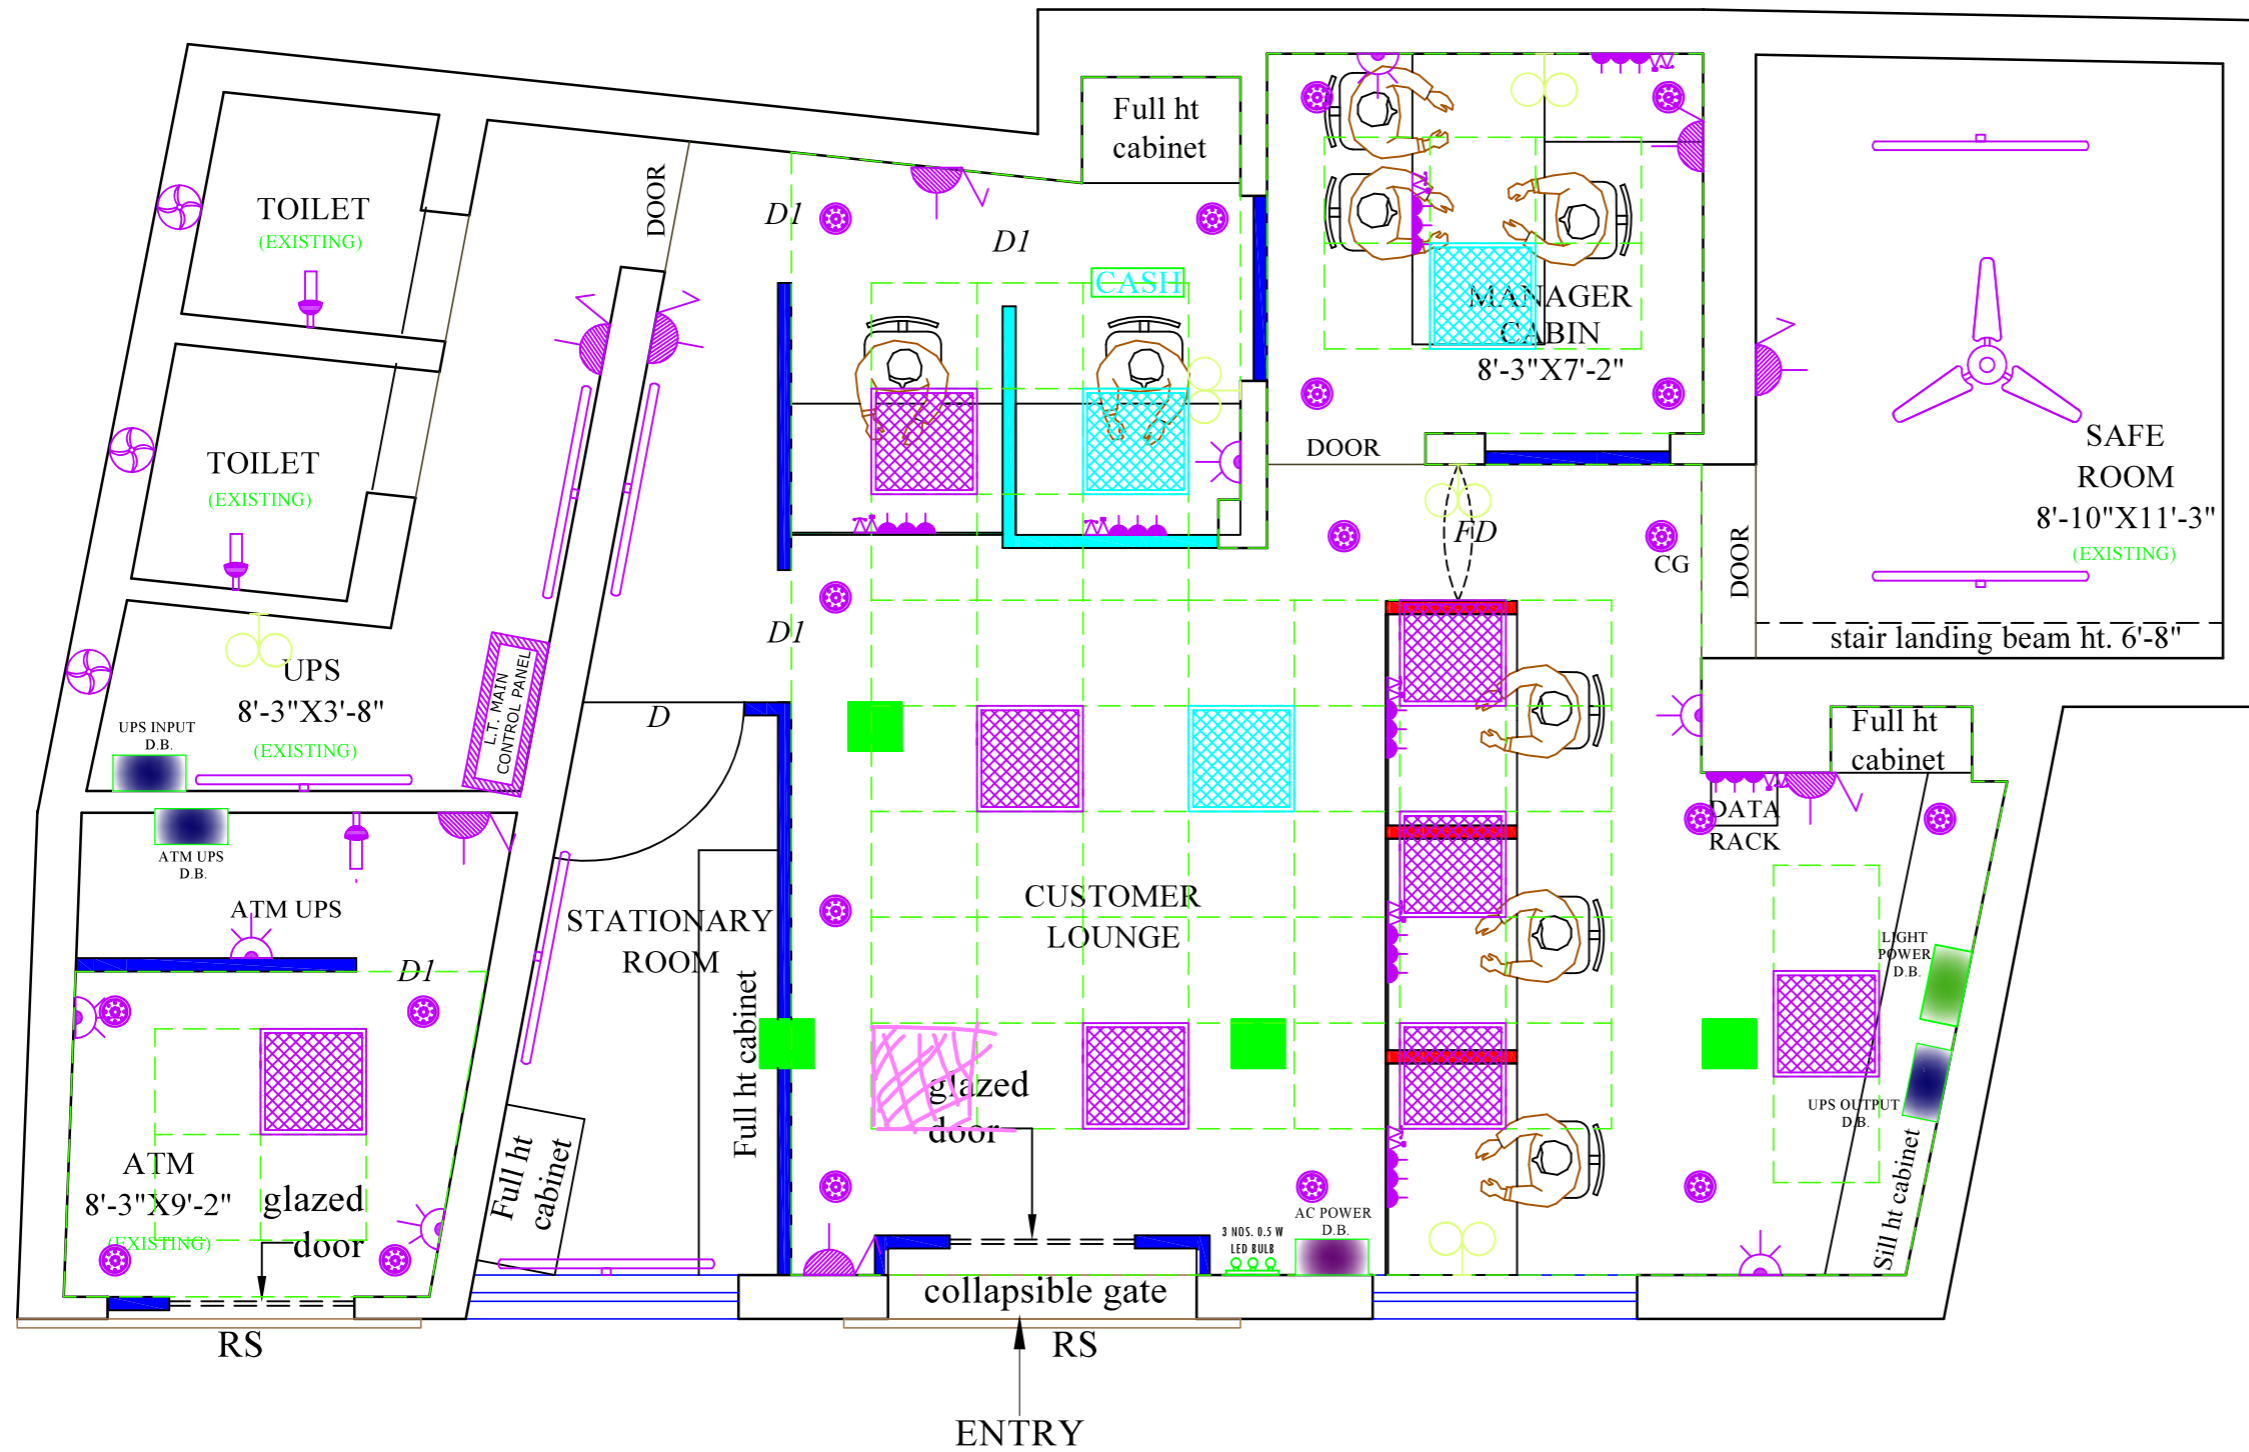 Full ht
cabinet
TOILET
(EXISTING)
DOOR
D1
D1
CASH
MANAGER
CABIN
8'-3"X7'-2"
DOOR
SAFE
ROOM
8'-10"X11'-3"
(EXISTING)
TOILET
(EXISTING)
FD
CG
DOOR
stair landing beam ht. 6'-8"
D1
UPS
8'-3"X3'-8"
(EXISTING)
UPS INPUT
D.B.
L.T. MAIN
CONTROL PANEL
D
Full ht
cabinet
DATA
RACK
ATM UPS
D.B.
ATM UPS
D1
STATIONARY
ROOM
Full ht cabinet
CUSTOMER
LOUNGE
LIGHT
POWER
D.B.
UPS OUTPUT
D.B.
Sill ht cabinet
glazed
door
ATM
8'-3"X9'-2"
(EXISTING)
glazed
door
Full ht
cabinet
3 NOS. 0.5 W
LED BULB
AC POWER
D.B.
collapsible gate
RS
RS
ENTRY